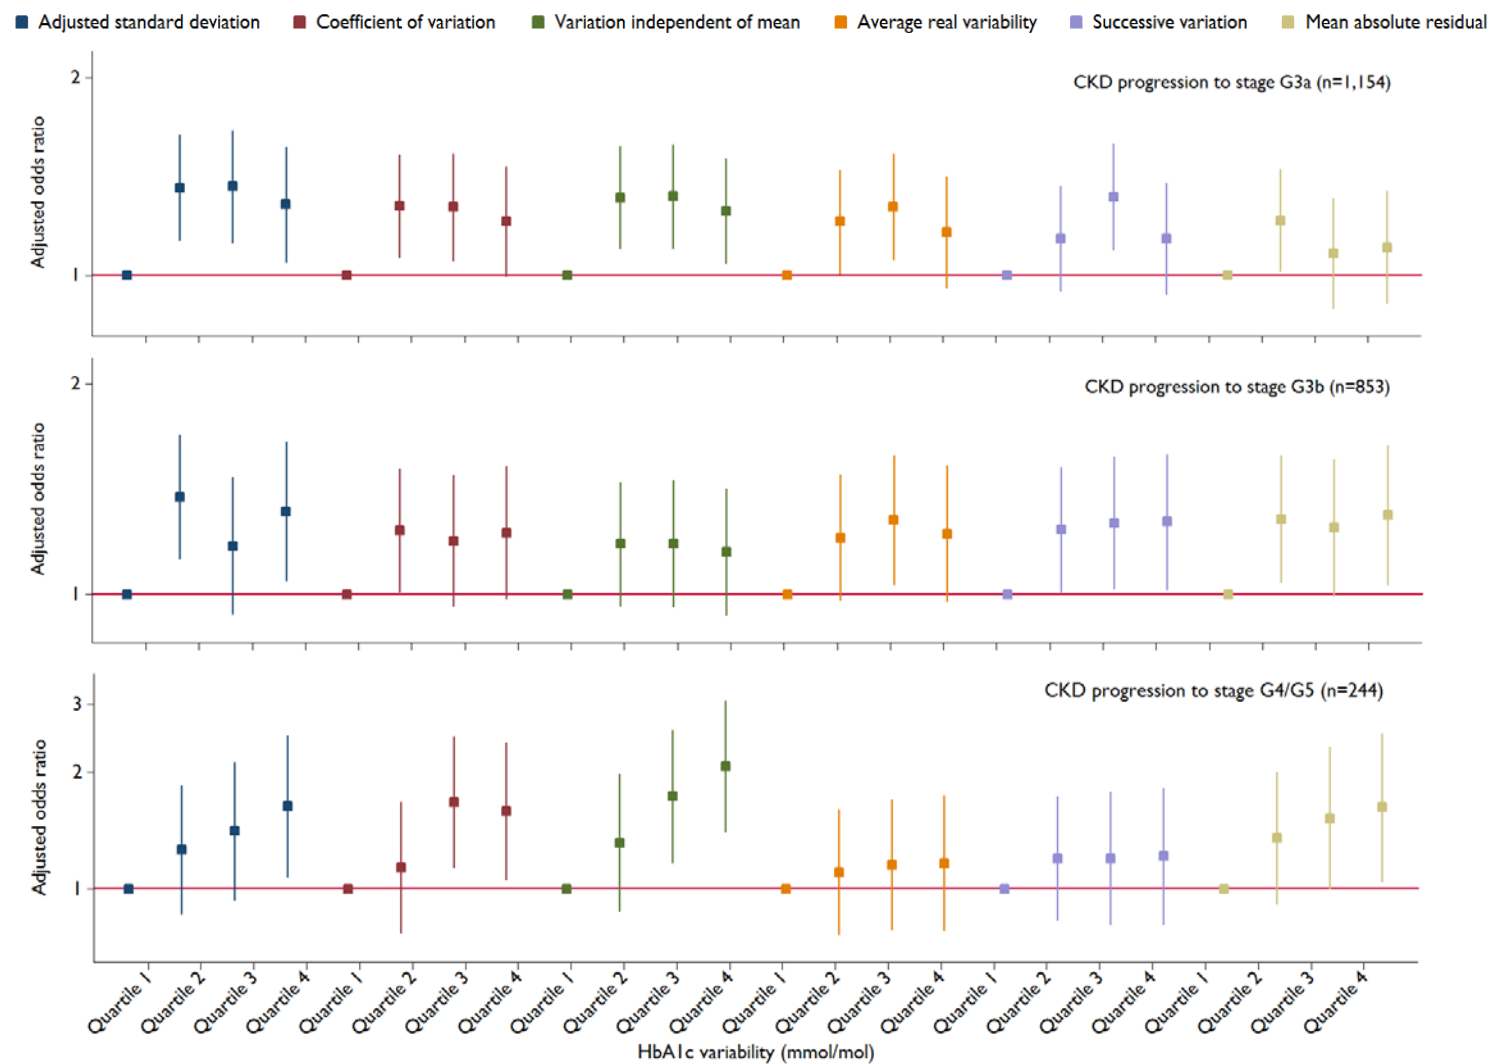 Adjusted standard deviation Coefficient of variation Variation independent of mean Average real variability Successive variation Mean absolute residual
CKD progression to stage G3a (n=1,154)
Adjusted odds ratio
2
1
CKD progression to stage G3b (n=853)
Adjusted odds ratio
2
1
CKD progression to stage G4/G5 (n=244)
Adjusted odds ratio
3
2
1
Quartile 1 Quartile 2 Quartile 3 Quartile 4 Quartile 1 Quartile 2 Quartile 3 Quartile 4 Quartile 1 Quartile 2 Quartile 3 Quartile 4 Quartile 1 Quartile 2 Quartile 3 Quartile 4 Quartile 1 Quartile 2 Quartile 3 Quartile 4 Quartile 1 Quartile 2 Quartile 3 Quartile 4
HbA1c variability (mmol/mol)